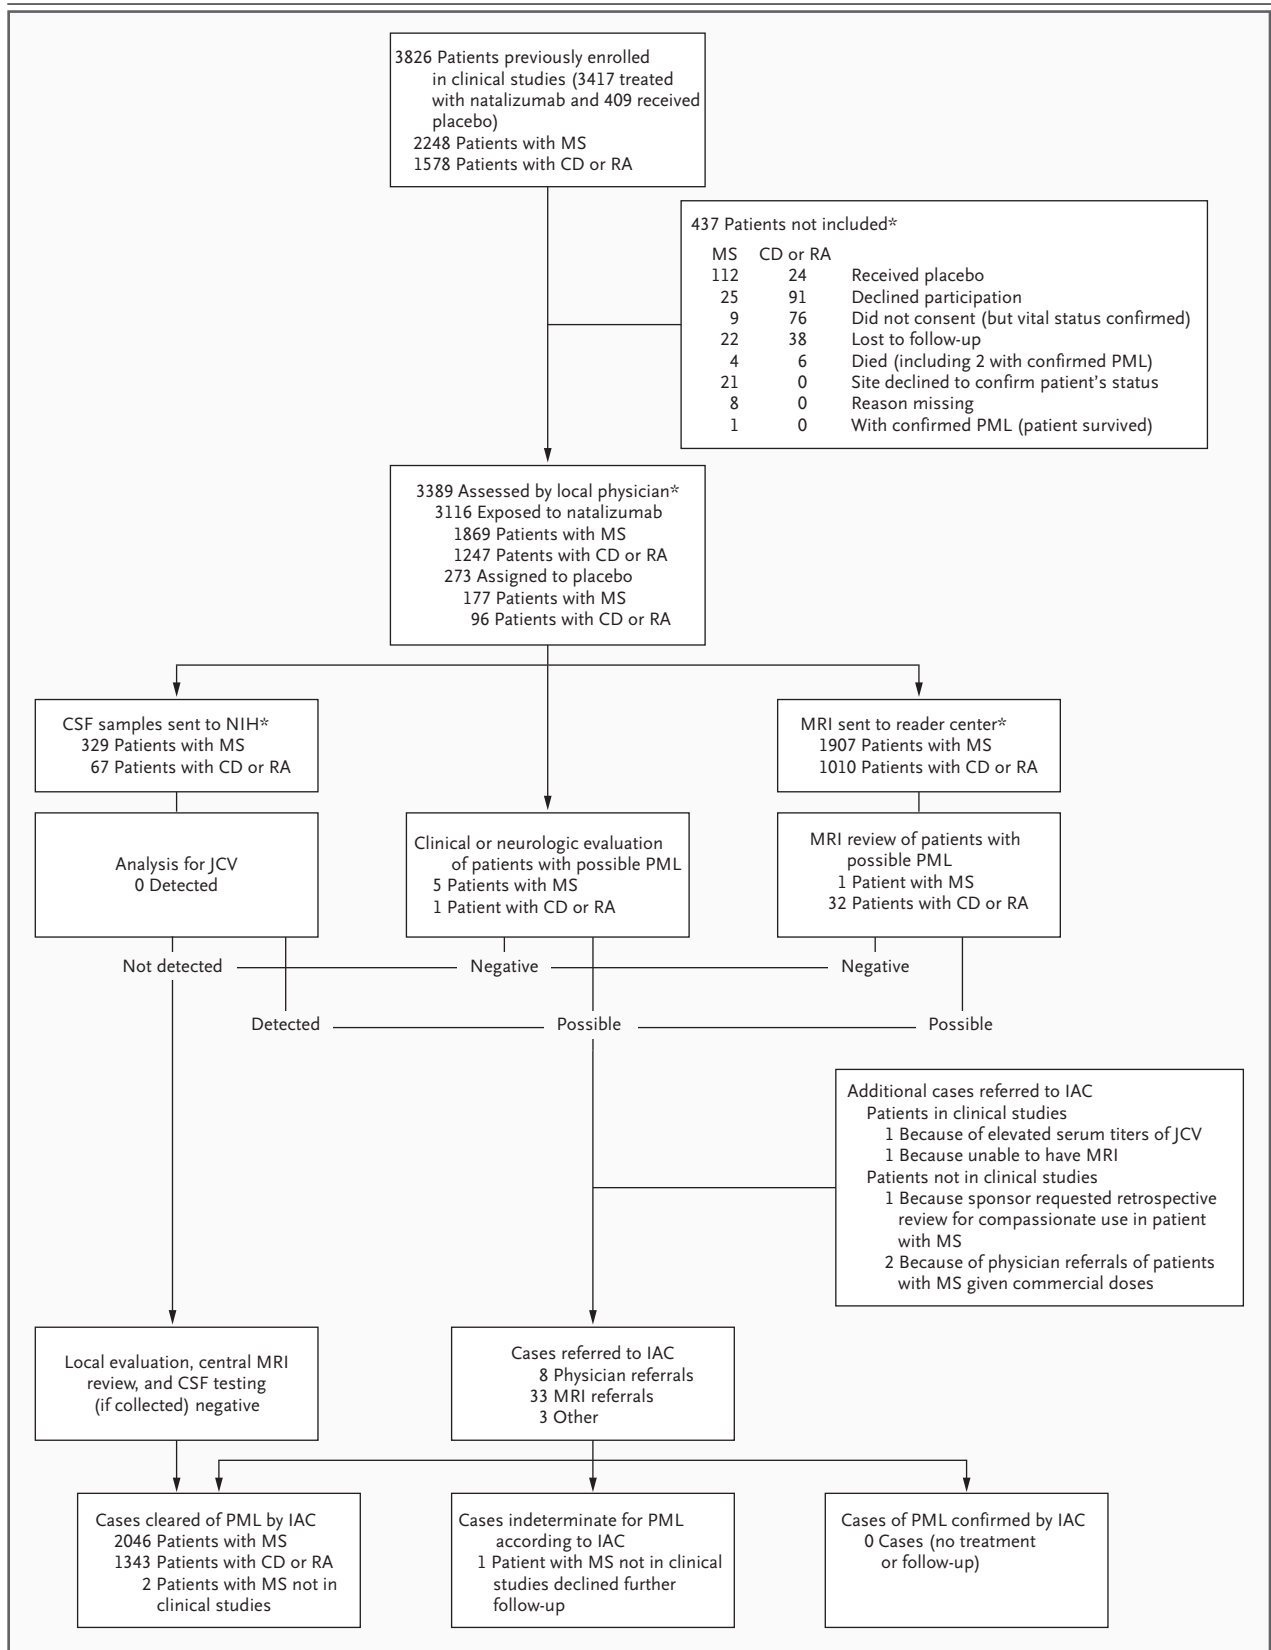 3826 Patients previously enrolled
in clinical studies (3417 treated
with natalizumab and 409 received
placebo)
2248 Patients with MS
1578 Patients with CD or RA
437 Patients not included*
MS CD or RA
112 24 Received placebo
25 91 Declined participation
9 76 Did not consent (but vital status confirmed)
22 38 Lost to follow-up
4 6 Died (including 2 with confirmed PML)
21 0 Site declined to confirm patient's status
8 0 Reason missing
1 0 With confirmed PML (patient survived)
3389 Assessed by local physician*
3116 Exposed to natalizumab
1869 Patients with MS
1247 Patents with CD or RA
273 Assigned to placebo
177 Patients with MS
96 Patients with CD or RA
CSF samples sent to NIH*
329 Patients with MS
67 Patients with CD or RA
MRI sent to reader center*
1907 Patients with MS
1010 Patients with CD or RA
Analysis for JCV
0 Detected
Clinical or neurologic evaluation
of patients with possible PML
5 Patients with MS
1 Patient with CD or RA
MRI review of patients with
possible PML
1 Patient with MS
32 Patients with CD or RA
Not detected Negative Negative
Detected Possible Possible
Additional cases referred to IAC
Patients in clinical studies
1 Because of elevated serum titers of JCV
1 Because unable to have MRI
Patients not in clinical studies
1 Because sponsor requested retrospective
review for compassionate use in patient
with MS
2 Because of physician referrals of patients
with MS given commercial doses
Local evaluation, central MRI
review, and CSF testing
(if collected) negative
Cases referred to IAC
8 Physician referrals
33 MRI referrals
3 Other
Cases cleared of PML by IAC
2046 Patients with MS
1343 Patients with CD or RA
2 Patients with MS not in
clinical studies
Cases indeterminate for PML
according to IAC
1 Patient with MS not in clinical
studies declined further
follow-up
Cases of PML confirmed by IAC
0 Cases (no treatment
or follow-up)